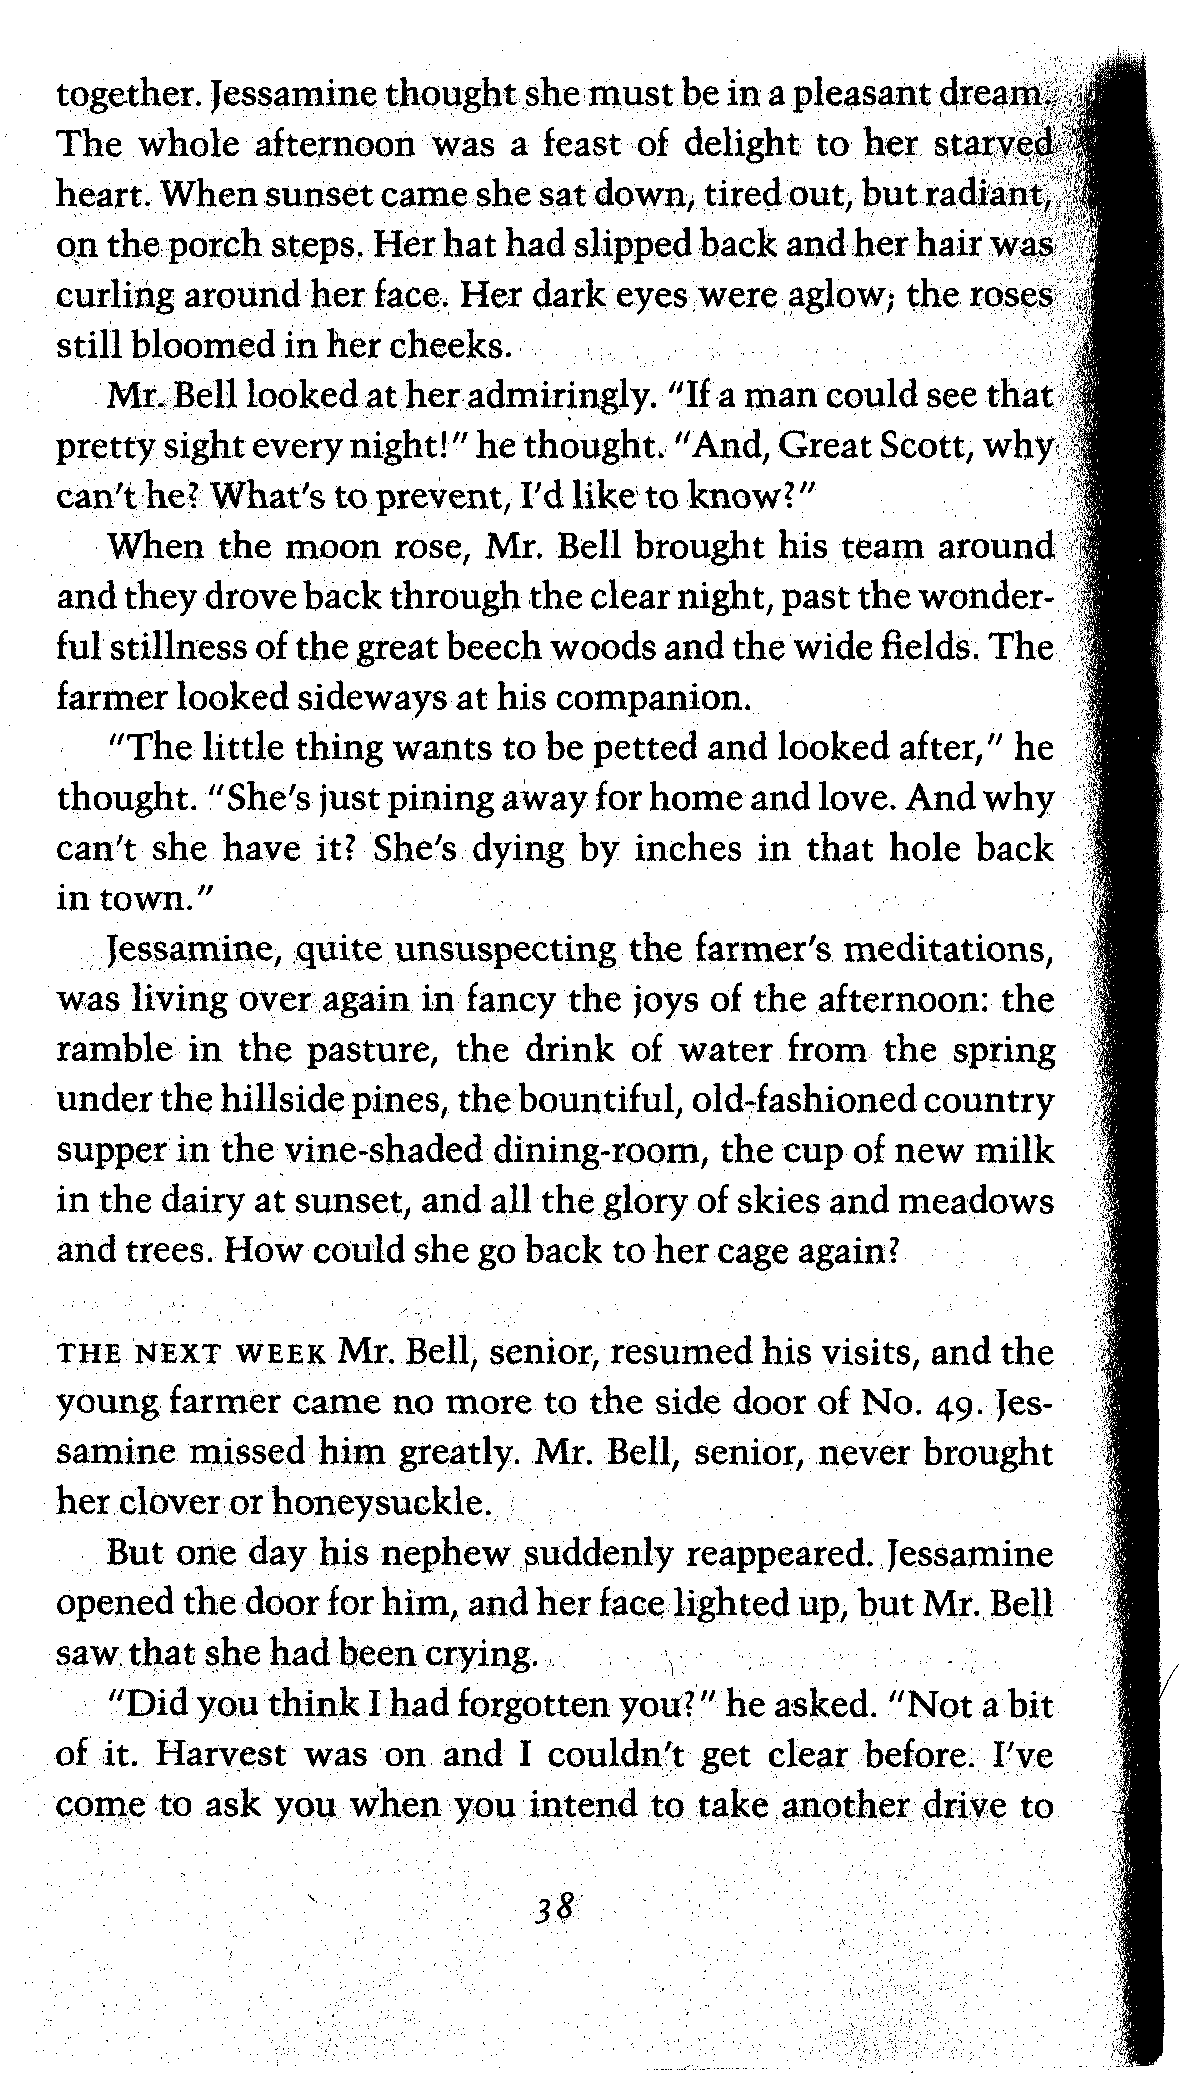 together. Jessamine thought she must be in a pleasant dream.
The whole afternoon was a feast of delight to her starved
heart. When sunset came she sat down, tired out, but radiant,
on the porch steps. Her hat had slipped back and her hair was
curling around her face. Her dark eyes were aglow; the roses
still bloomed in her cheeks.
Mr. Bell looked at her admiringly. "If a man could see that
pretty sight every night!" he thought. "And, Great Scott, why
can't he? What's to prevent, I'd like to know?"
When the moon rose, Mr. Bell brought his team around
and they drove back through the clear night, past the wonder-
ful stillness of the great beech woods and the wide fields. The
farmer looked sideways at his companion.
"The little thing wants to be petted and looked after," he
thought. "She's just pining away for home and love. And why
can't she have it? She's dying by inches in that hole back
in town."
Jessamine, quite unsuspecting the farmer's meditations,
was living over again in fancy the joys of the afternoon: the
ramble in the pasture, the drink of water from the spring
under the hillside pines, the bountiful, old-fashioned country
supper in the vine-shaded dining-room, the cup of new milk
in the dairy at sunset, and all the glory of skies and meadows
and trees. How could she go back to her cage again?
THE NEXT WEEK Mr. Bell, senior, resumed his visits, and the
young farmer came no more to the side door of No. 49. Jes-
samine missed him greatly. Mr. Bell, senior, never brought
her clover or honeysuckle.
But one day his nephew suddenly reappeared. Jessamine
opened the door for him, and her face lighted up, but Mr. Bell
saw that she had been crying.
"Did you think I had forgotten you?" he asked. "Not a bit
of it. Harvest was on and I couldn't get clear before. I've
come to ask you when you intend to take another drive to
38